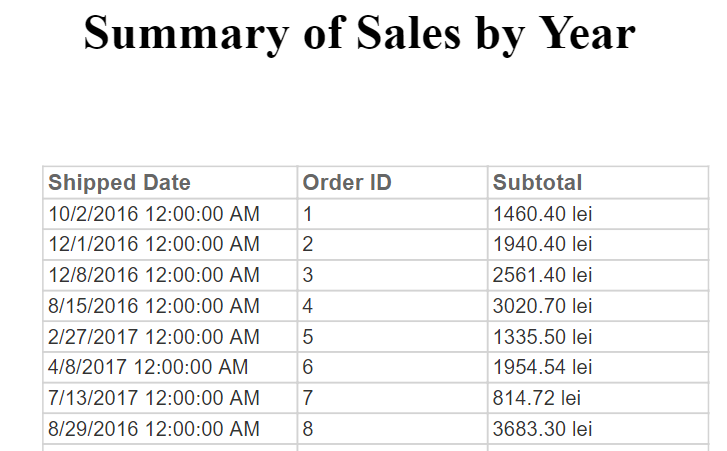 Summary of Sales by Year
Shipped Date Order ID Subtotal
10/2/2016 12:00:00 AM 1 1460.40 lei
12/1/2016 12:00:00 AM 2 1940.40 lei
12/8/2016 12:00:00 AM 3 2561.40 lei
8/15/2016 12:00:00 AM 4 3020.70 lei
2/27/2017 12:00:00 AM 5 1335.50 lei
4/8/2017 12:00:00 AM 6 1954.54 lei
7/13/2017 12:00:00 AM 7 814.72 lei
8/29/2016 12:00:00 AM 8 3683.30 lei